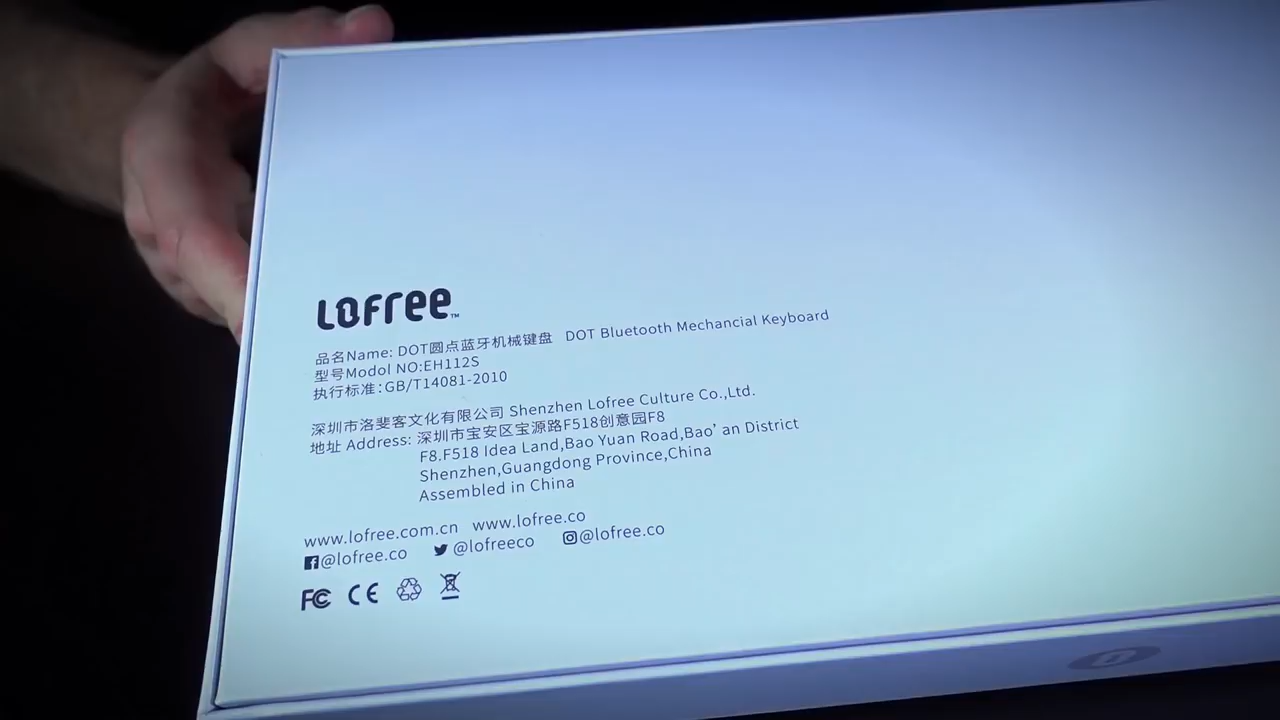 LOFree™
品名Name: DOT圆点蓝牙机械键盘 DOT Bluetooth Mechancial Keyboard
型号Modol NO:EH112S
执行标准:GB/T14081-2010
深圳市洛斐客文化有限公司 Shenzhen Lofree Culture Co.,Ltd.
地址 Address: 深圳市宝安区宝源路F518创意园F8
F8.F518 Idea Land,Bao Yuan Road,Bao' an District
Shenzhen,Guangdong Province,China
Assembled in China
www.lofree.com.cn www.lofree.co
@lofree.co @lofreeco @lofree.co
FC CE